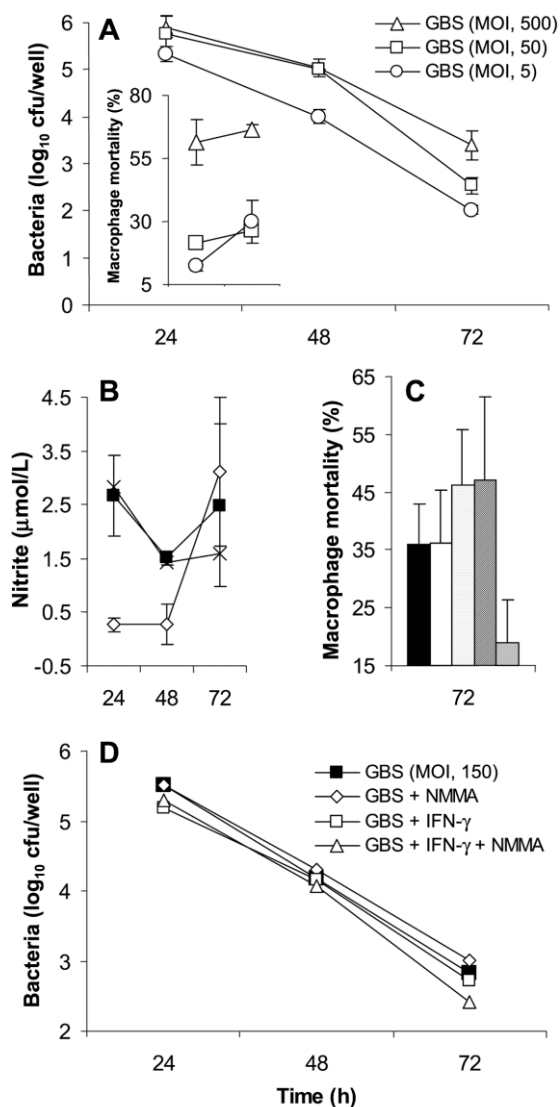 A
GBS (MOI, 500)
GBS (MOI, 50)
GBS (MOI, 5)
Bacteria (log10 cfu/well)
6
5
4
3
2
1
0
Macrophage mortality (%)
80
55
30
5
24 48 72
B
Nitrite (μmol/L)
4.5
3.5
2.5
1.5
0.5
-0.5
24 48 72
C
Macrophage mortality (%)
65
55
45
35
25
15
72
D
GBS (MOI, 150)
GBS + NMMA
GBS + IFN-γ
GBS + IFN-γ + NMMA
Bacteria (log10 cfu/well)
6
5
4
3
2
24 48 72
Time (h)